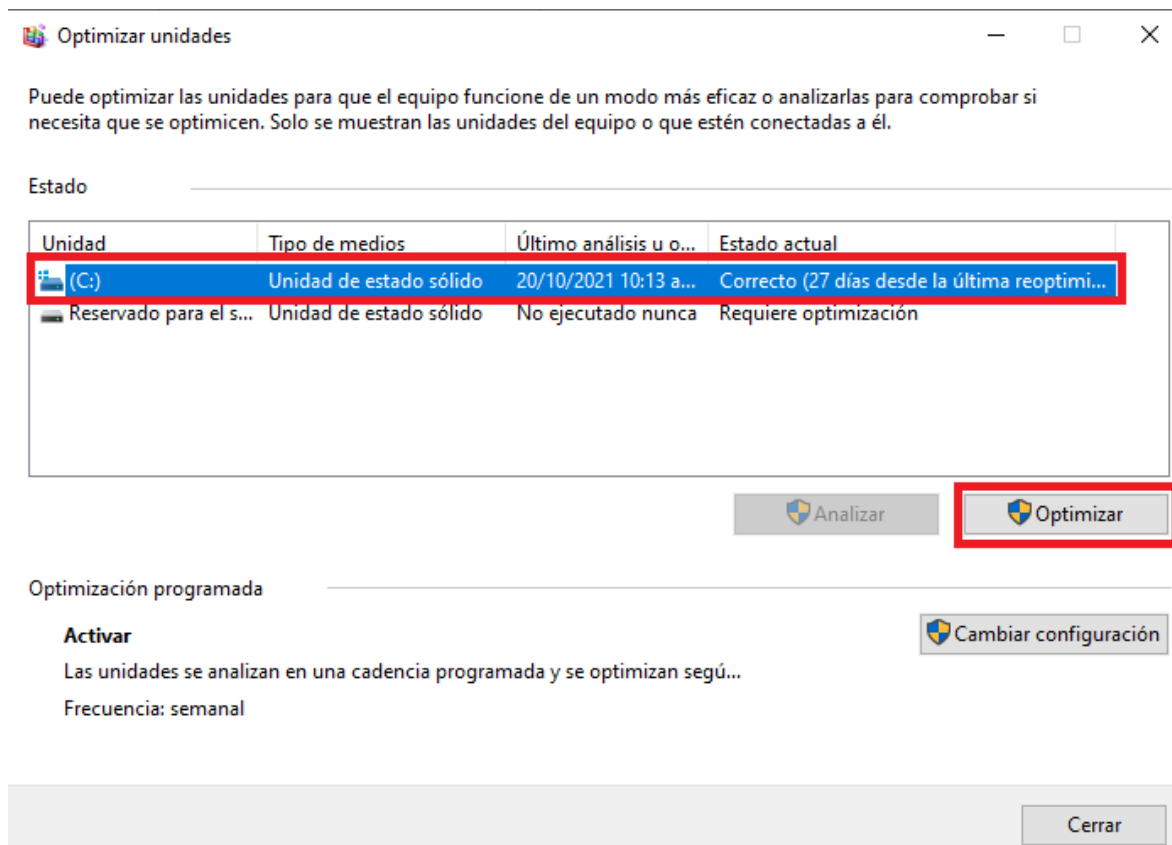 Optimizar unidades
Puede optimizar las unidades para que el equipo funcione de un modo más eficaz o analizarlas para comprobar si
necesita que se optimicen. Solo se muestran las unidades del equipo o que estén conectadas a él.
Estado
Unidad Tipo de medios Último análisis u o... Estado actual
(C:) Unidad de estado sólido 20/10/2021 10:13 a... Correcto (27 días desde la última reoptimi...
Reservado para el s... Unidad de estado sólido No ejecutado nunca Requiere optimización
Analizar Optimizar
Optimización programada
Activar Cambiar configuración
Las unidades se analizan en una cadencia programada y se optimizan segú...
Frecuencia: semanal
Cerrar